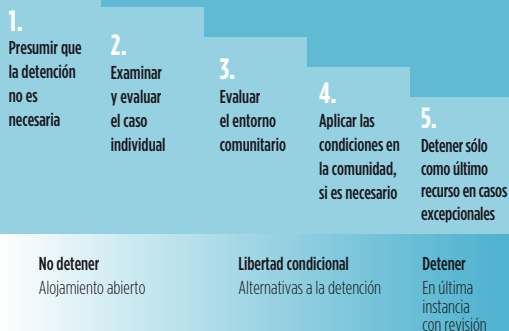 1.
Presumir que
la detención
no es
necesaria
2.
Examinar
y evaluar
el caso
individual
3.
Evaluar
el entorno
comunitario
4.
Aplicar las
condiciones en
la comunidad,
si es necesario
5.
Detener sólo
como último
recurso en casos
excepcionales
No detener
Alojamiento abierto
Libertad condicional
Alternativas a la detención
Detener
En última
instancia
con revisión